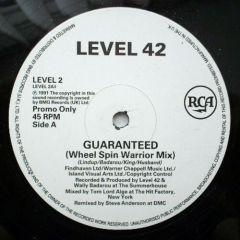 LEVEL 42
LEVEL 2
LEVEL 2A1
℗ 1991 The copyright in this
sound recording is owned by
BMG Records (UK) Ltd.
Promo Only
45 RPM
Side A
RCA
GUARANTEED
(Wheel Spin Warrior Mix)
(Lindup/Badarou/King/Husband)
Findhaven Ltd/Warner Chappell Music Ltd./
Island Visual Arts Ltd./Copyright Control
Recorded & Produced by Level 42 &
Wally Badarou at The Summerhouse
Mixed by Tom Lord Alge at The Hit Factory,
New York
Remixed by Steve Anderson at DMC